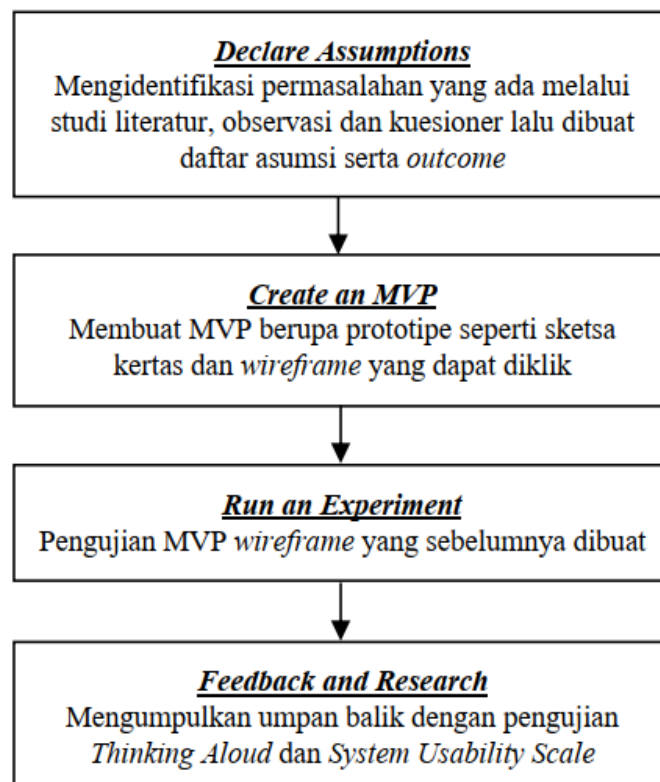 Declare Assumptions
Mengidentifikasi permasalahan yang ada melalui
studi literatur, observasi dan kuesioner lalu dibuat
daftar asumsi serta outcome
Create an MVP
Membuat MVP berupa prototipe seperti sketsa
kertas dan wireframe yang dapat diklik
Run an Experiment
Pengujian MVP wireframe yang sebelumnya dibuat
Feedback and Research
Mengumpulkan umpan balik dengan pengujian
Thinking Aloud dan System Usability Scale